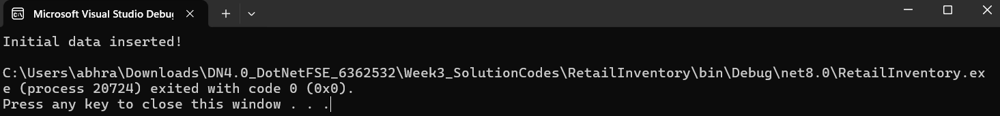 Microsoft Visual Studio Debu
Initial data inserted!
C:\Users\abhra\Downloads\DN4.0_DotNetFSE_6362532\Week3_SolutionCodes\RetailInventory\bin\Debug\net8.0\RetailInventory.ex
e (process 20724) exited with code 0 (0x0).
Press any key to close this window . . .